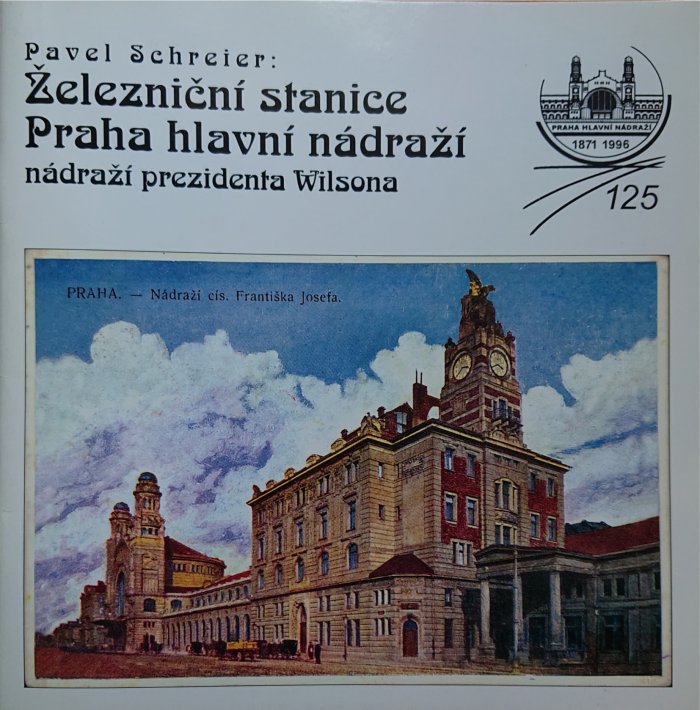 Pavel Schreier:
Železniční stanice
Praha hlavní nádraží
nádraží prezidenta Wilsona
PRAHA HLAVNÍ NÁDRAŽÍ
1871 1996
125
PRAHA. — Nádraží cís. Františka Josefa.